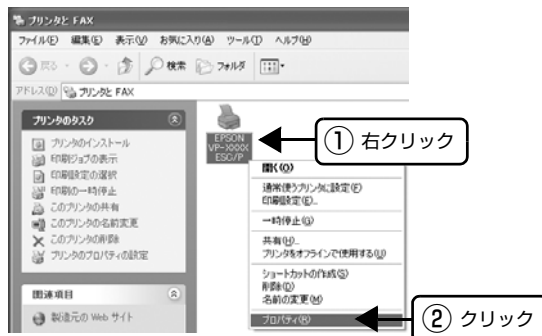 プリンタと FAX
ファイル(F) 編集(E) 表示(V) お気に入り(A) ツール(T) ヘルプ(H)
戻る 検索 フォルダ
アドレス(D) プリンタと FAX
プリンタのタスク
プリンタのインストール
印刷ジョブの表示
印刷設定の選択
印刷の一時停止
このプリンタの共有
このプリンタの名前変更
このプリンタの削除
プリンタのプロパティの設定
関連項目
製造元の Web サイト
EPSON
VP-XXXX
ESC/P
① 右クリック
開く(O)
通常使うプリンタに設定(F)
印刷設定(E)...
一時停止(G)
共有(H)...
プリンタをオフラインで使用する(U)
ショートカットの作成(S)
削除(D)
名前の変更(M)
プロパティ(R)
② クリック